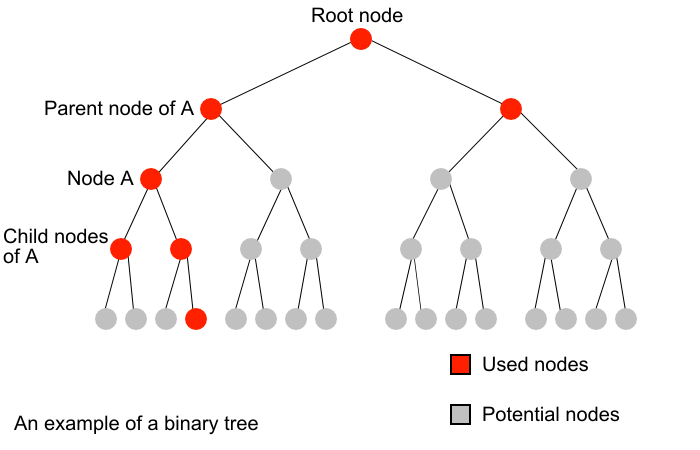 Root node
Parent node of A
Node A
Child nodes
of A
Used nodes
Potential nodes
An example of a binary tree